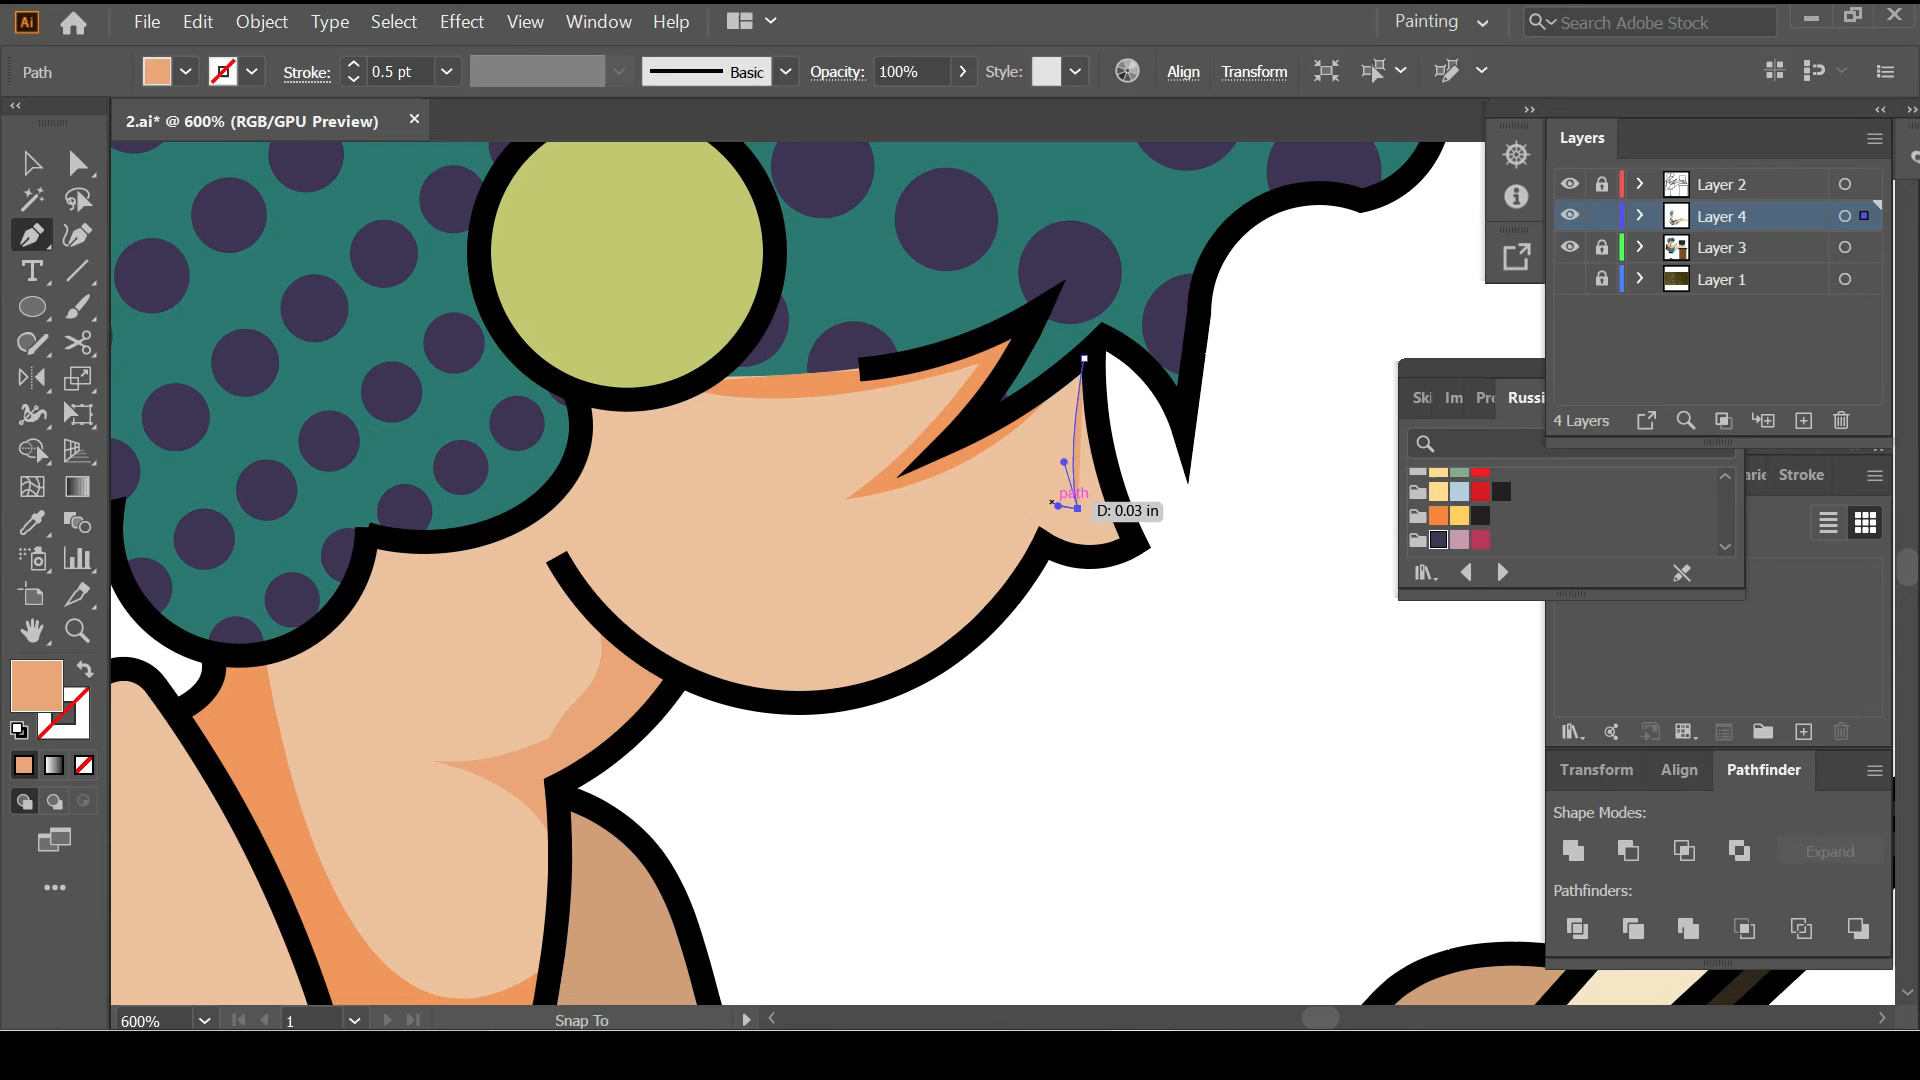 Ai File Edit Object Type Select Effect View Window Help Painting Search Adobe Stock
Path Stroke: 0.5 pt Basic Opacity: 100% Style: Align Transform
2.ai* @ 600% (RGB/GPU Preview)
Layers
Layer 2
Layer 4
Layer 3
Layer 1
Ski Im Pre Russi
4 Layers
Stroke
path
D: 0.03 in
Transform Align Pathfinder
Shape Modes:
Expand
Pathfinders:
600% 1 Snap To